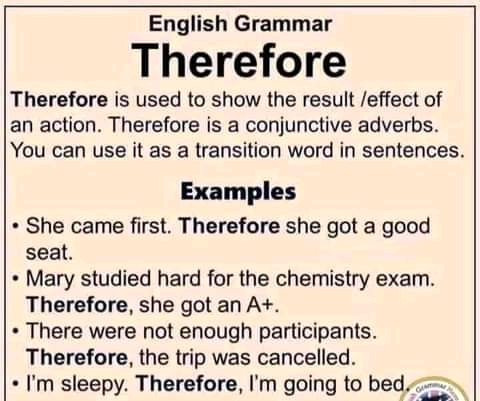 English Grammar
Therefore
Therefore is used to show the result /effect of
an action. Therefore is a conjunctive adverbs.
You can use it as a transition word in sentences.
Examples
• She came first. Therefore she got a good
seat.
• Mary studied hard for the chemistry exam.
Therefore, she got an A+.
• There were not enough participants.
Therefore, the trip was cancelled.
• I'm sleepy. Therefore, I'm going to bed.
Grammar